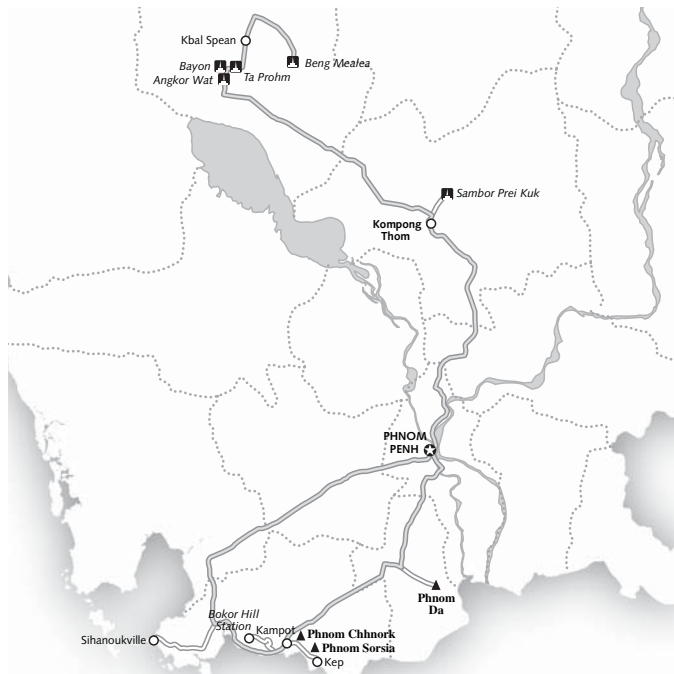 Kbal Spean
Bayon
Beng Mealea
Angkor Wat
Ta Prohm
Sambor Prei Kuk
Kompong
Thom
PHNOM
PENH
Phnom
Da
Bokor Hill
Station
Kampot
Phnom Chhnork
Sihanoukville
Phnom Sorsia
Kep